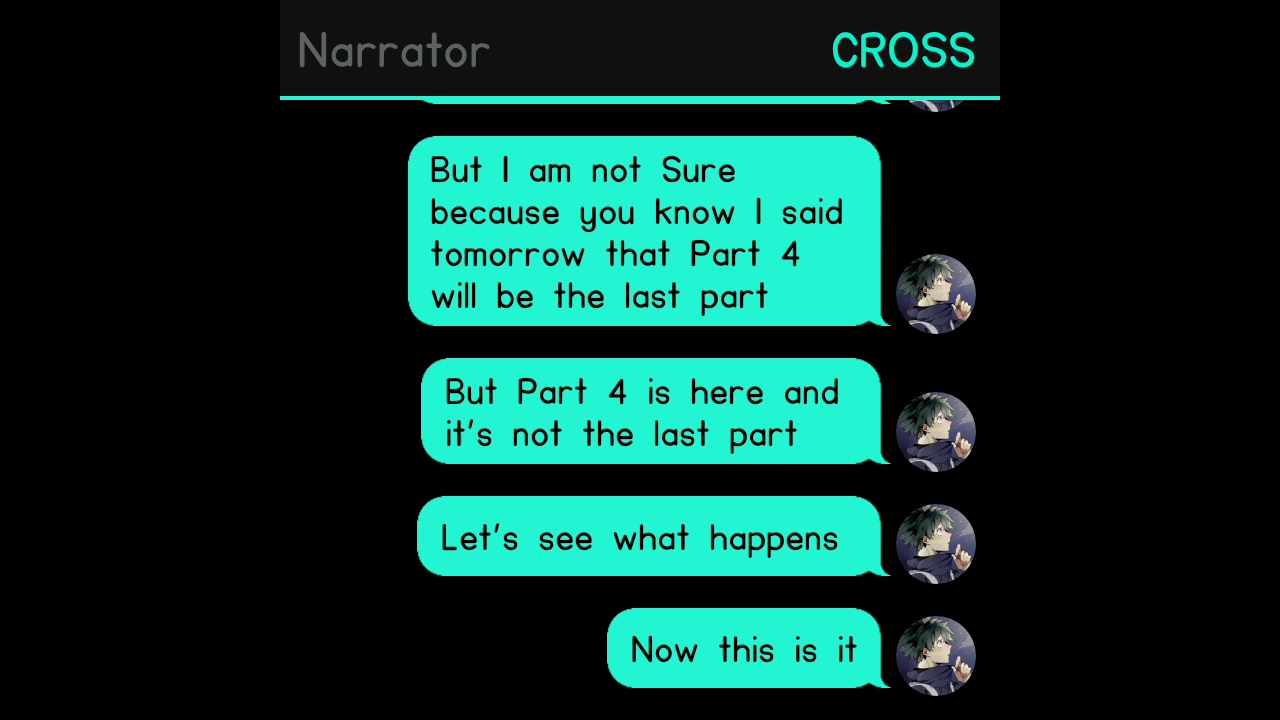 Narrator CROSS
But I am not Sure
because you know I said
tomorrow that Part 4
will be the last part
But Part 4 is here and
it's not the last part
Let's see what happens
Now this is it